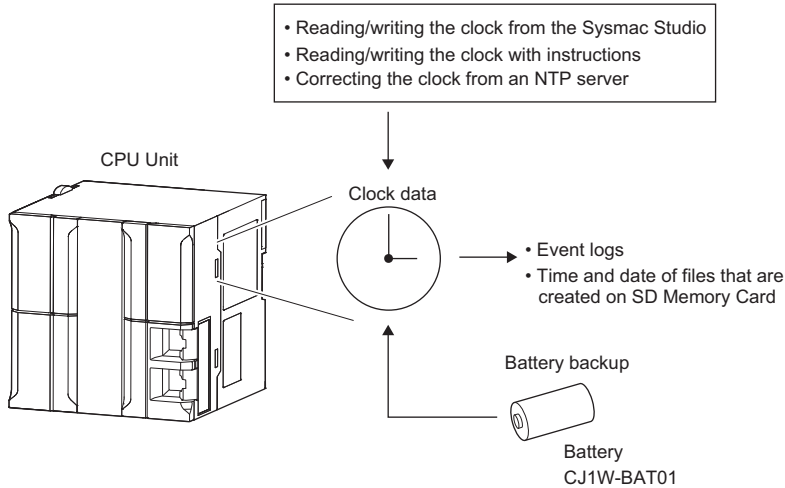 • Reading/writing the clock from the Sysmac Studio
• Reading/writing the clock with instructions
• Correcting the clock from an NTP server
CPU Unit
Clock data
• Event logs
• Time and date of files that are
created on SD Memory Card
Battery backup
Battery
CJ1W-BAT01